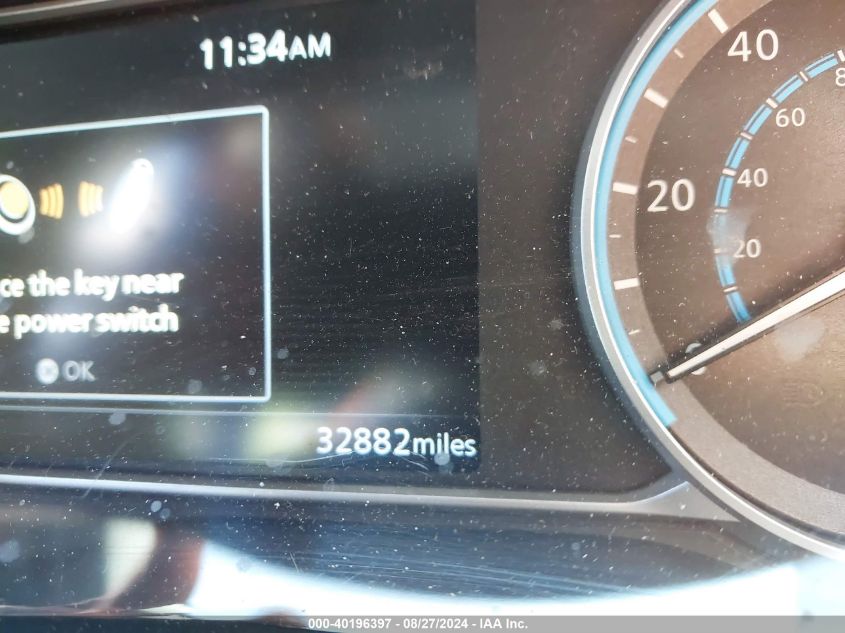 11:34AM
the key near
power switch
OK
32882miles
40
20
80
60
40
20
000-40196397 - 08/27/2024 - IAA Inc.